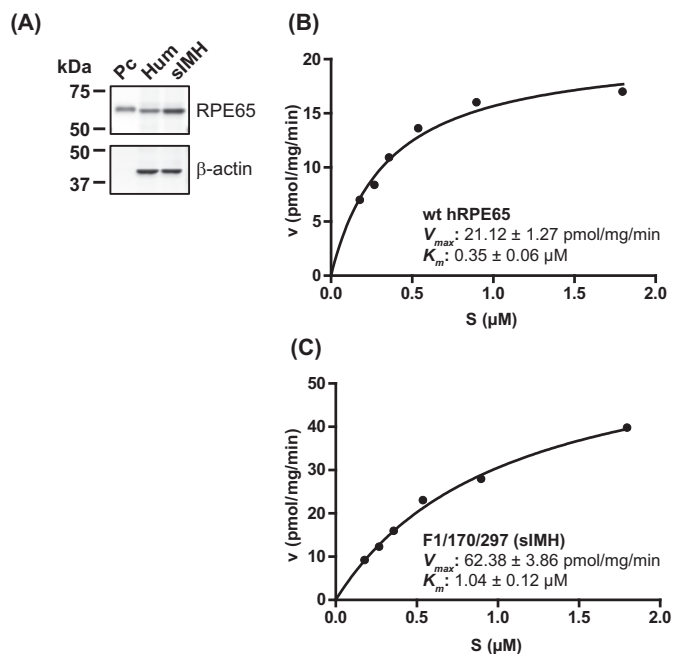 (A)
kDa
Pc
Hum
sIMH
75
50
RPE65
50
37
β-actin
(B)
20
15
10
5
0
0.0 0.5 1.0 1.5 2.0
v (pmol/mg/min)
S (µM)
wt hRPE65
Vmax: 21.12 ± 1.27 pmol/mg/min
Km: 0.35 ± 0.06 µM
(C)
50
40
30
20
10
0
0.0 0.5 1.0 1.5 2.0
v (pmol/mg/min)
S (µM)
F1/170/297 (sIMH)
Vmax: 62.38 ± 3.86 pmol/mg/min
Km: 1.04 ± 0.12 µM